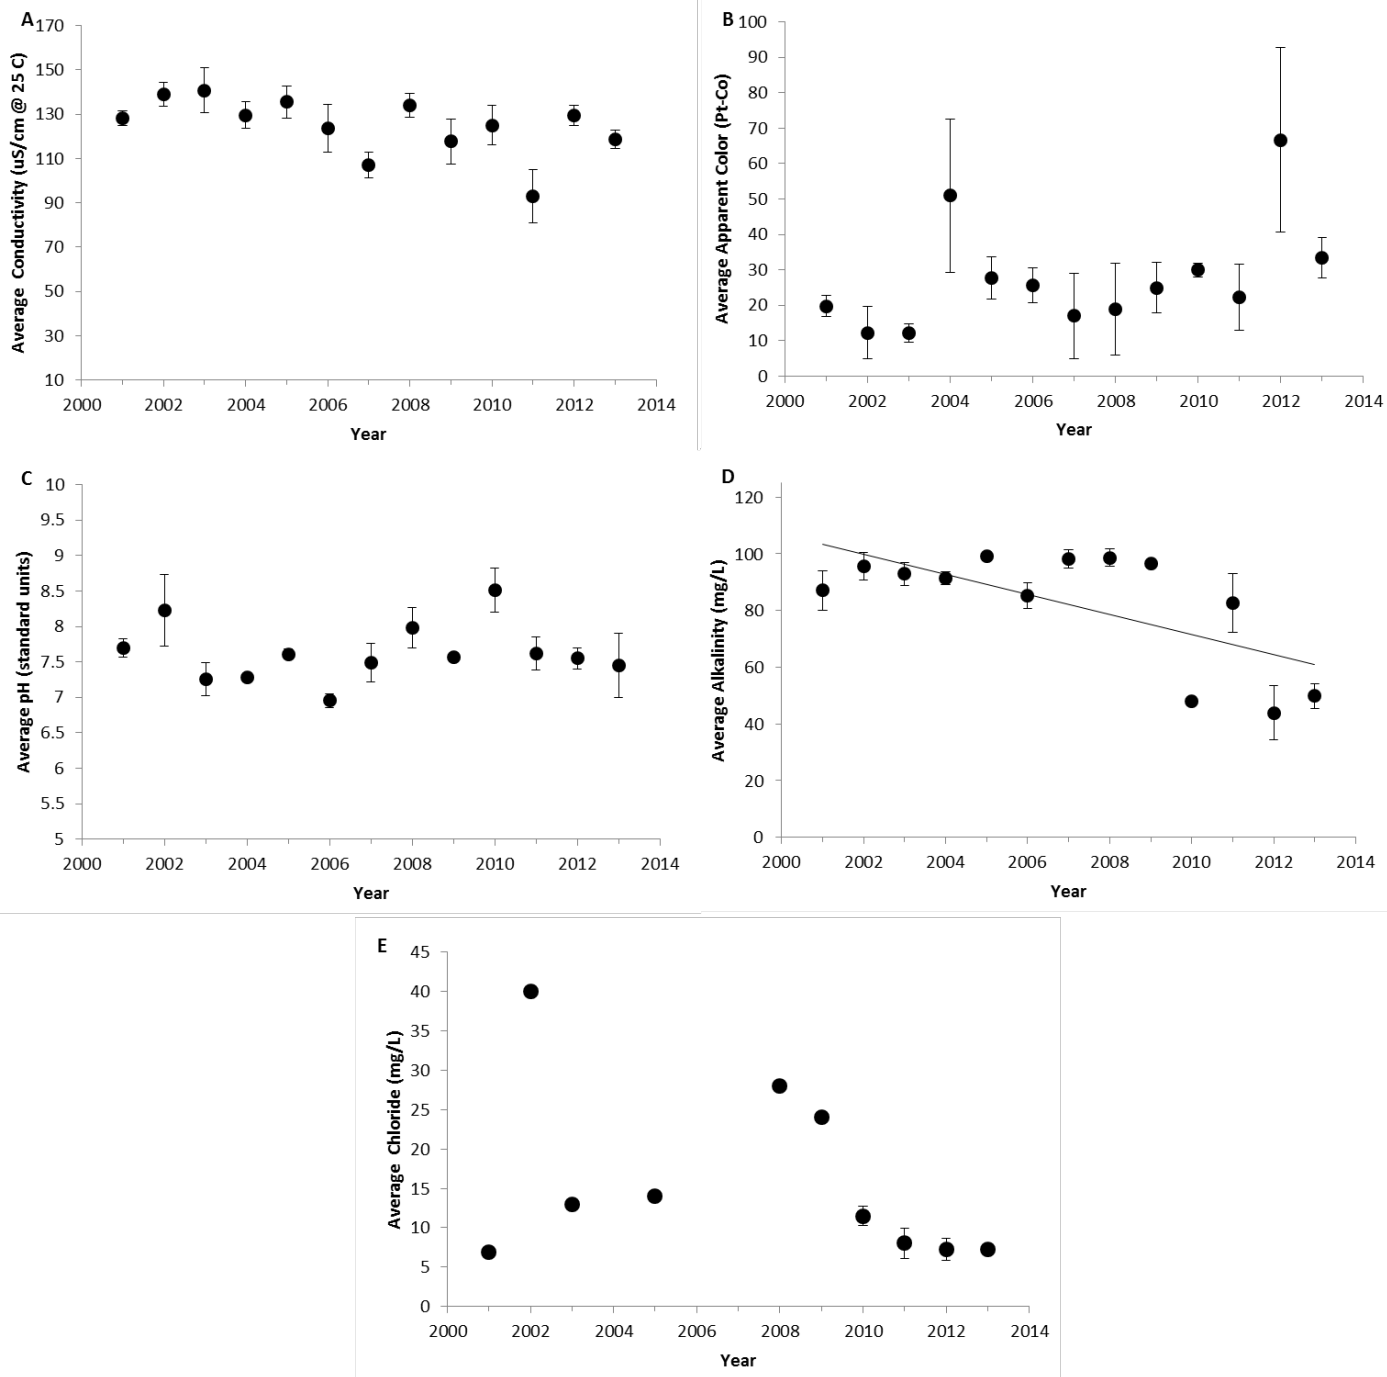 A
170
150
130
110
90
70
50
30
10
2000 2002 2004 2006 2008 2010 2012 2014
Year
Average Conductivity (uS/cm @ 25 C)
B
100
90
80
70
60
50
40
30
20
10
0
2000 2002 2004 2006 2008 2010 2012 2014
Year
Average Apparent Color (Pt-Co)
C
10
9.5
9
8.5
8
7.5
7
6.5
6
5.5
5
2000 2002 2004 2006 2008 2010 2012 2014
Year
Average pH (standard units)
D
120
100
80
60
40
20
0
2000 2002 2004 2006 2008 2010 2012 2014
Year
Average Alkalinity (mg/L)
E
45
40
35
30
25
20
15
10
5
0
2000 2002 2004 2006 2008 2010 2012 2014
Year
Average Chloride (mg/L)